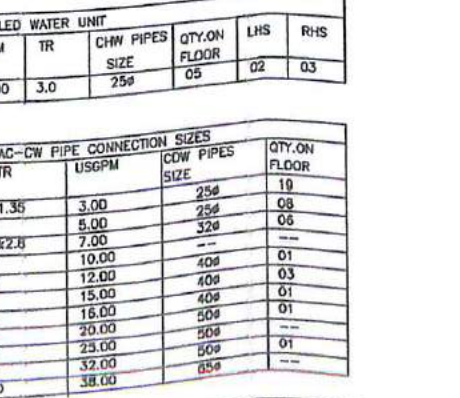 LED WATER UNIT
TR CHW PIPES SIZE QTY.ON FLOOR LHS RHS
0 3.0 25ø 05 02 03
AC-CW PIPE CONNECTION SIZES
TR USGPM CDW PIPES SIZE QTY.ON FLOOR
1.35 3.00 25ø 19
5.00 25ø 08
x2.8 7.00 32ø 06
10.00 -- --
12.00 40ø 01
15.00 40ø 03
16.00 40ø 01
20.00 50ø 01
25.00 50ø --
32.00 50ø 01
38.00 65ø --